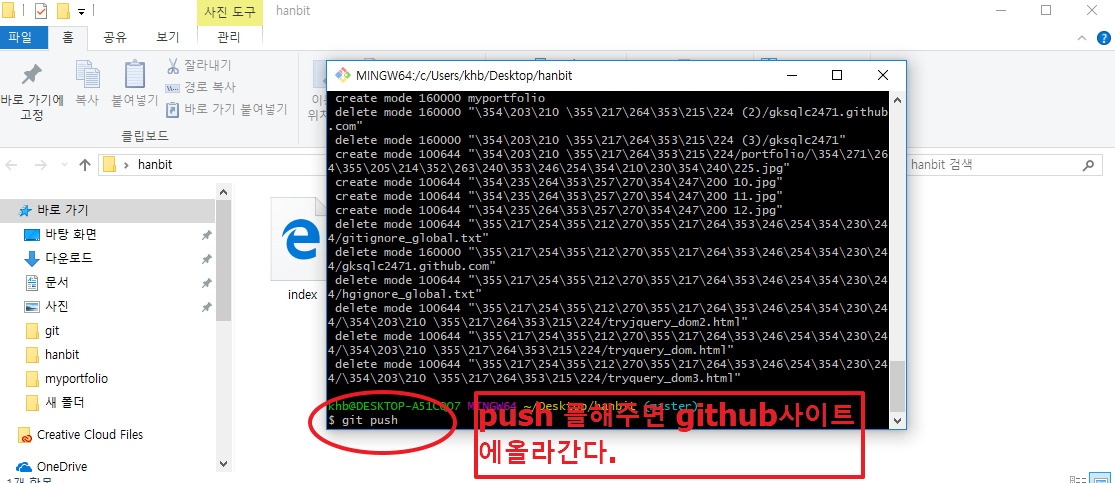 사진 도구
hanbit
파일
홈
공유
보기
관리
바로 가기에
고정
복사
붙여넣기
잘라내기
경로 복사
바로 가기 붙여넣기
클립보드
hanbit
hanbit 검색
바로 가기
바탕 화면
다운로드
문서
사진
git
hanbit
myportfolio
새 폴더
Creative Cloud Files
OneDrive
index
MINGW64:/c/Users/khb/Desktop/hanbit
create mode 160000 myportfolio
delete mode 160000 "\354\203\210 \355\217\264\353\215\224 (2)/gksqlc2471.github
.com"
delete mode 160000 "\354\203\210 \355\217\264\353\215\224 (3)/gksqlc2471"
create mode 100644 "\354\203\210 \355\217\264\353\215\224/portfolio/\354\271\26
4\355\205\214\352\263\240\353\246\254\354\210\030\354\240\225.jpg"
create mode 100644 "\354\235\264\353\257\270\354\247\200 10.jpg"
create mode 100644 "\354\235\264\353\257\270\354\247\200 11.jpg"
create mode 100644 "\354\235\264\353\257\270\354\247\200 12.jpg"
delete mode 100644 "\355\217\254\355\212\270\355\217\264\353\246\254\354\230\24
4/gitignore_global.txt"
delete mode 160000 "\355\217\254\355\212\270\355\217\264\353\246\254\354\230\24
4/gksqlc2471.github.com"
delete mode 100644 "\355\217\254\355\212\270\355\217\264\353\246\254\354\230\24
4/hgignore_global.txt"
delete mode 100644 "\355\217\254\355\212\270\355\217\264\353\246\254\354\230\24
4/\354\203\210 \355\217\264\353\215\224/tryjquery_dom2.html"
delete mode 100644 "\355\217\254\355\212\270\355\217\264\353\246\254\354\230\24
4/\354\203\210 \355\217\264\353\215\224/tryquery_dom.html"
delete mode 100644 "\355\217\254\355\212\270\355\217\264\353\246\254\354\230\24
4/\354\203\210 \355\217\264\353\215\224/tryquery_dom3.html"
khb@DESKTOP-A51C0O7 MINGW64 ~/Desktop/hanbit (master)
$ git push
push 를해주면 github사이트
에올라간다.